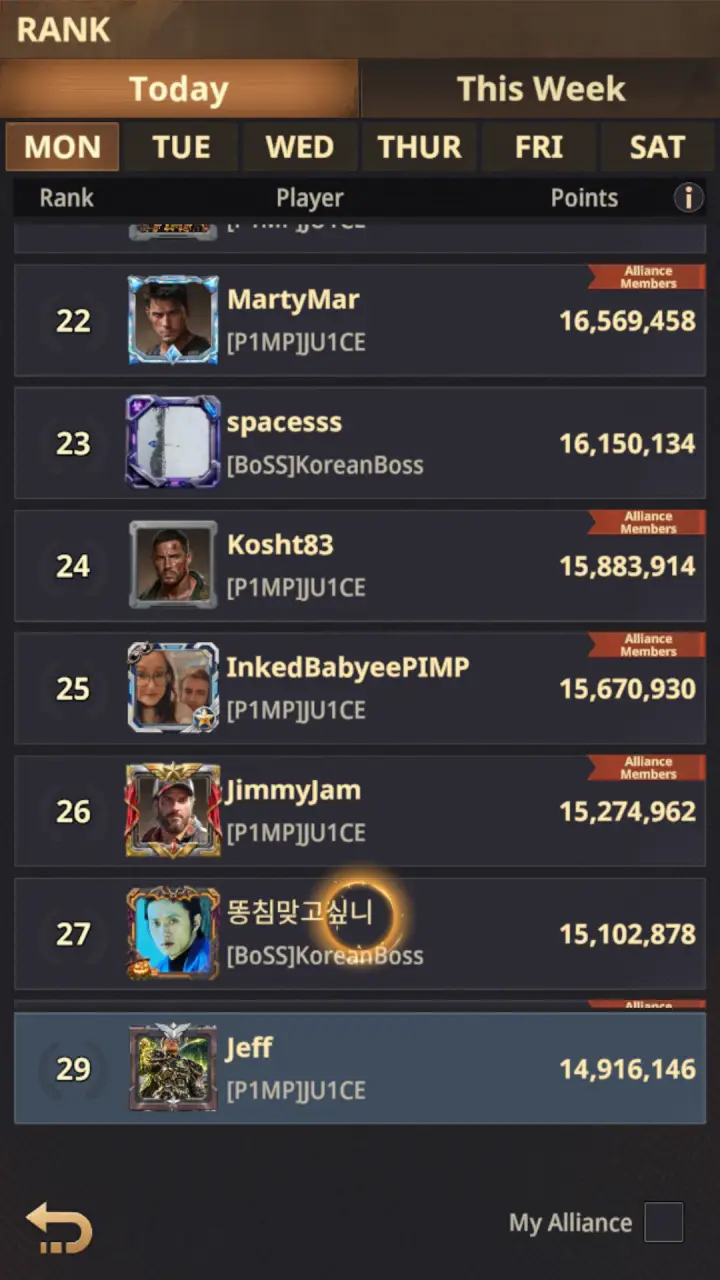 RANK
Today
This Week
MON
TUE
WED
THUR
FRI
SAT
Rank
Player
Points
22
MartyMar
[P1MP]JU1CE
Alliance
Members
16,569,458
23
spacesss
[BoSS]KoreanBoss
16,150,134
24
Kosht83
[P1MP]JU1CE
Alliance
Members
15,883,914
25
InkedBabyeePIMP
[P1MP]JU1CE
Alliance
Members
15,670,930
26
JimmyJam
[P1MP]JU1CE
Alliance
Members
15,274,962
27
똥침맞고싶니
[BoSS]KoreanBoss
15,102,878
Alliance
29
Jeff
[P1MP]JU1CE
14,916,146
My Alliance